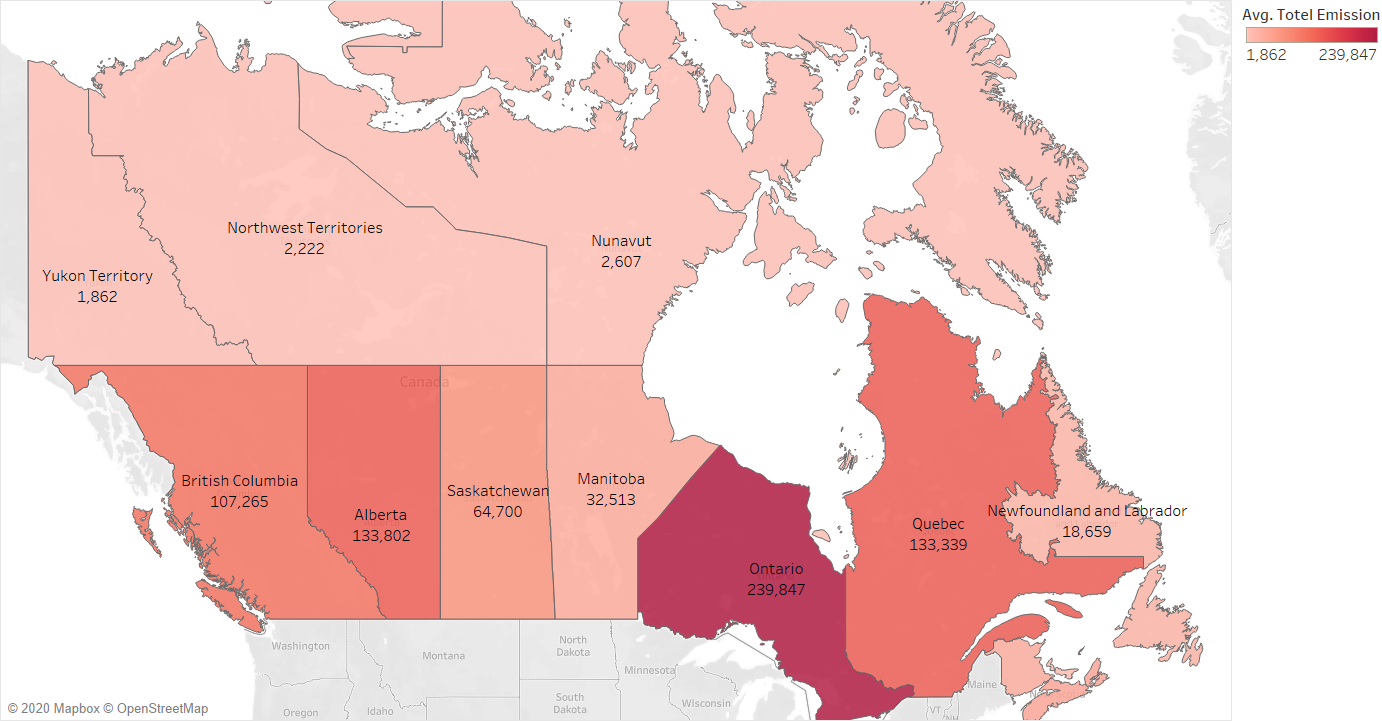 Avg. Totel Emission
1,862 239,847
Northwest Territories
2,222
Nunavut
2,607
Yukon Territory
1,862
Canada
British Columbia
107,265
Alberta
133,802
Saskatchewan
64,700
Manitoba
32,513
Ontario
239,847
Quebec
133,339
Newfoundland and Labrador
18,659
Washington
Montana
North
Dakota
Minnesota
South
Dakota
Wisconsin
Oregon
Idaho
Maine
VT
NH
© 2020 Mapbox © OpenStreetMap